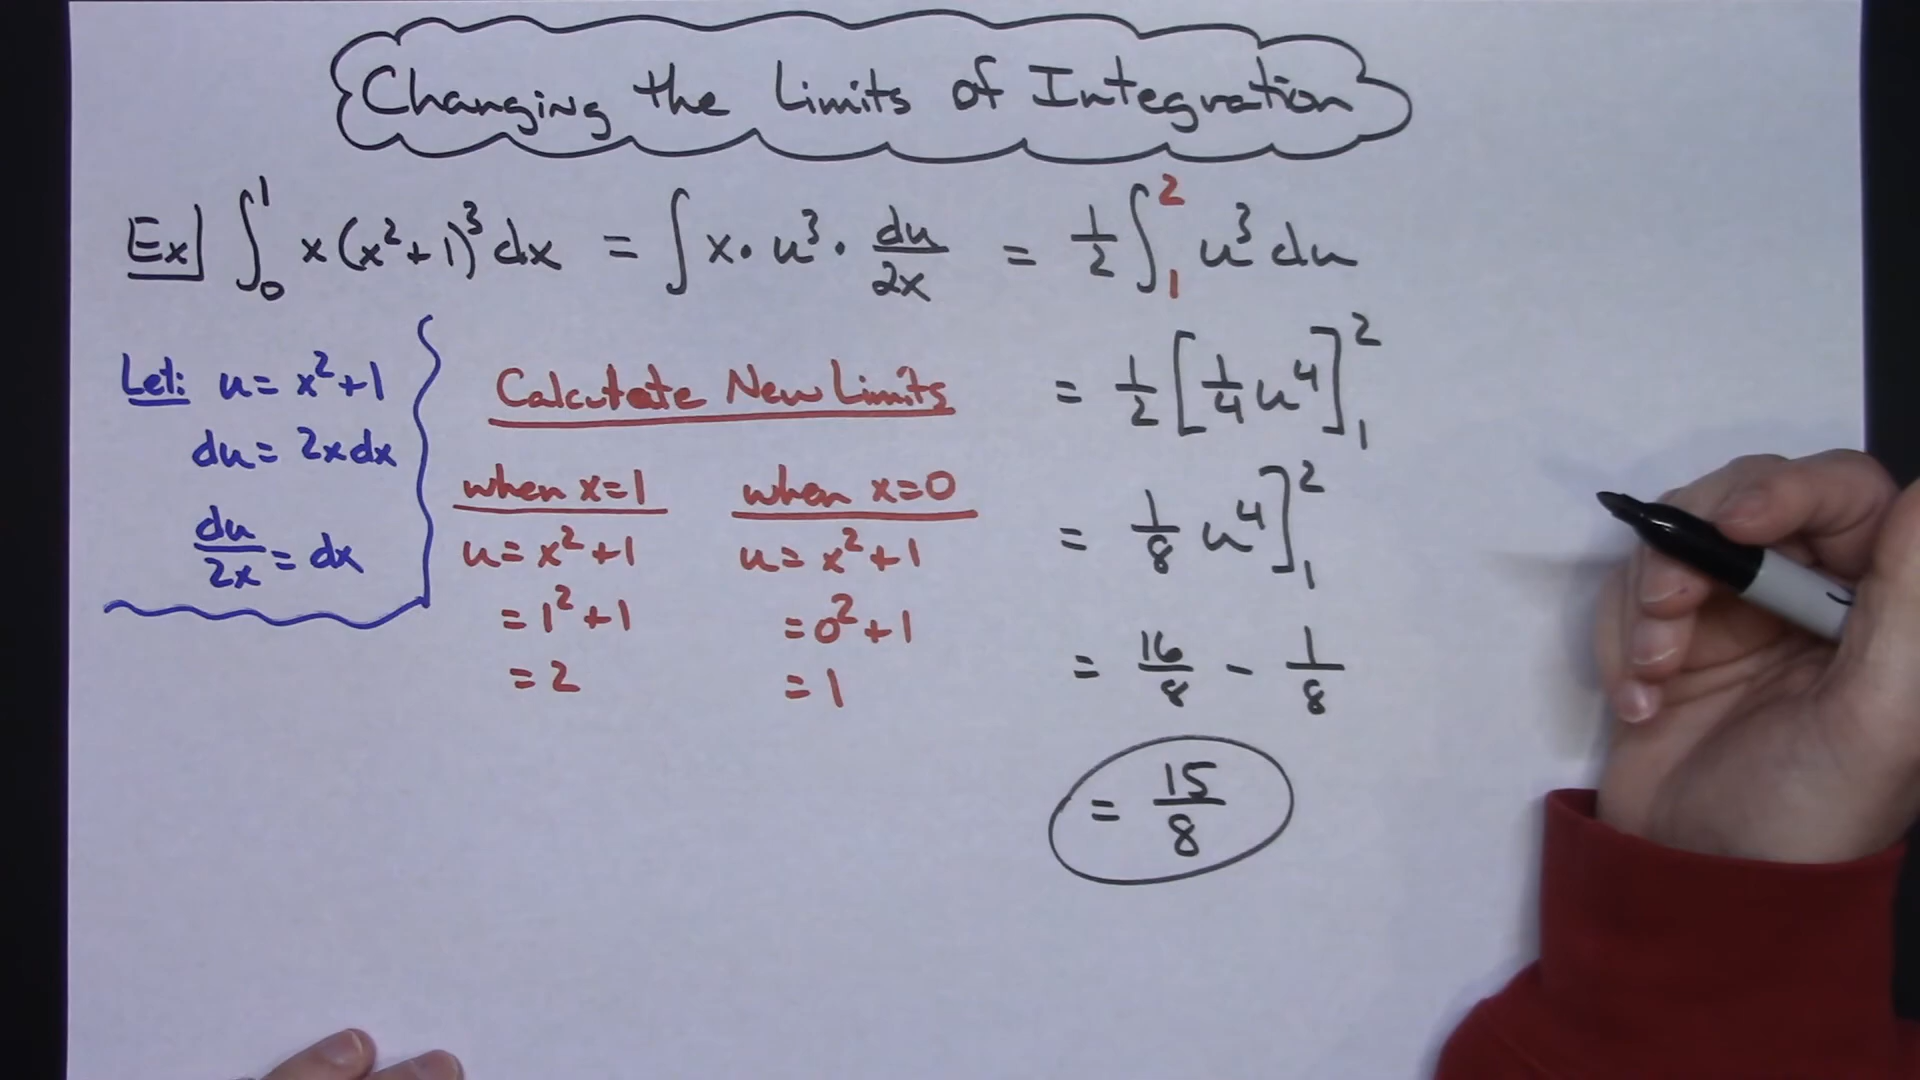 Changing the Limits of Integration
Ex] ∫₀¹ x(x²+1)³ dx = ∫ x · u³ · du/2x = 1/2 ∫₁² u³ du
Let: u = x²+1
du = 2x dx
du/2x = dx
Calculate New Limits
when x=1
u = x²+1
= 1²+1
= 2
when x=0
u = x²+1
= 0²+1
= 1
= 1/2 [1/4 u⁴]₁²
= 1/8 u⁴]₁²
= 16/8 - 1/8
= 15/8